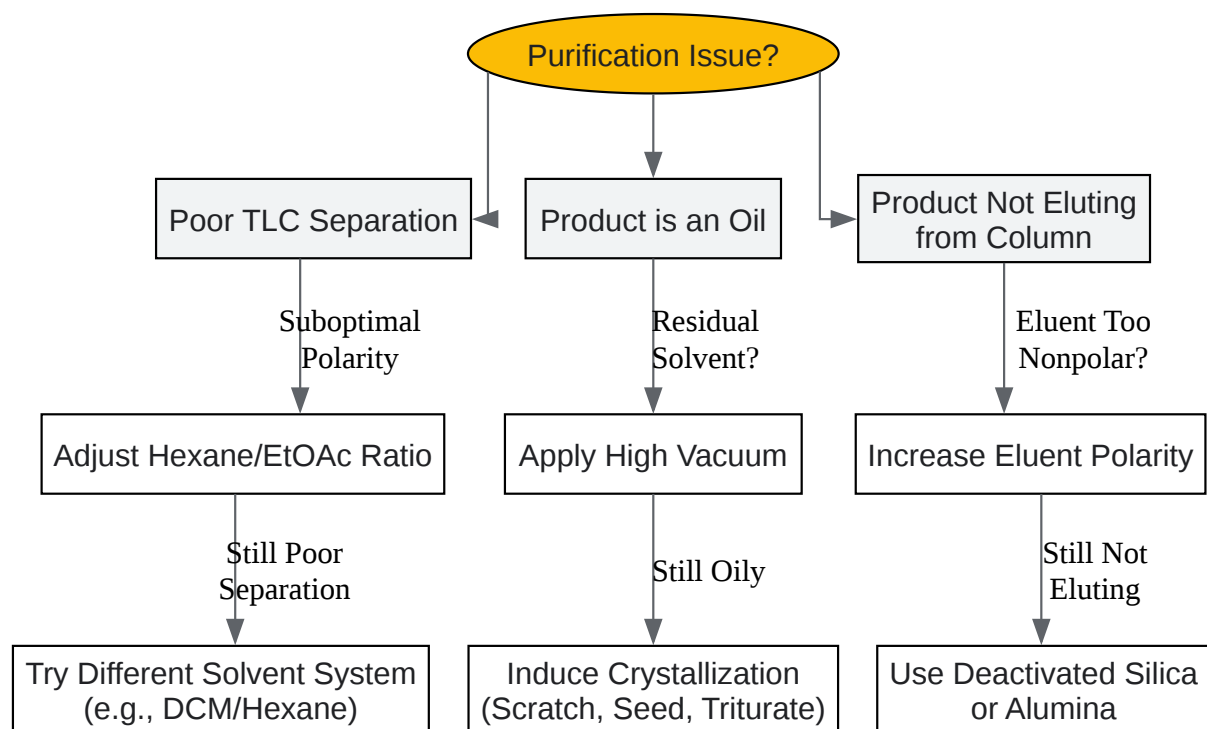 Purification Issue?
Poor TLC Separation
Product is an Oil
Product Not Eluting
from Column
Suboptimal
Polarity
Residual
Solvent?
Eluent Too
Nonpolar?
Adjust Hexane/EtOAc Ratio
Apply High Vacuum
Increase Eluent Polarity
Still Poor
Separation
Still Oily
Still Not
Eluting
Try Different Solvent System
(e.g., DCM/Hexane)
Induce Crystallization
(Scratch, Seed, Triturate)
Use Deactivated Silica
or Alumina